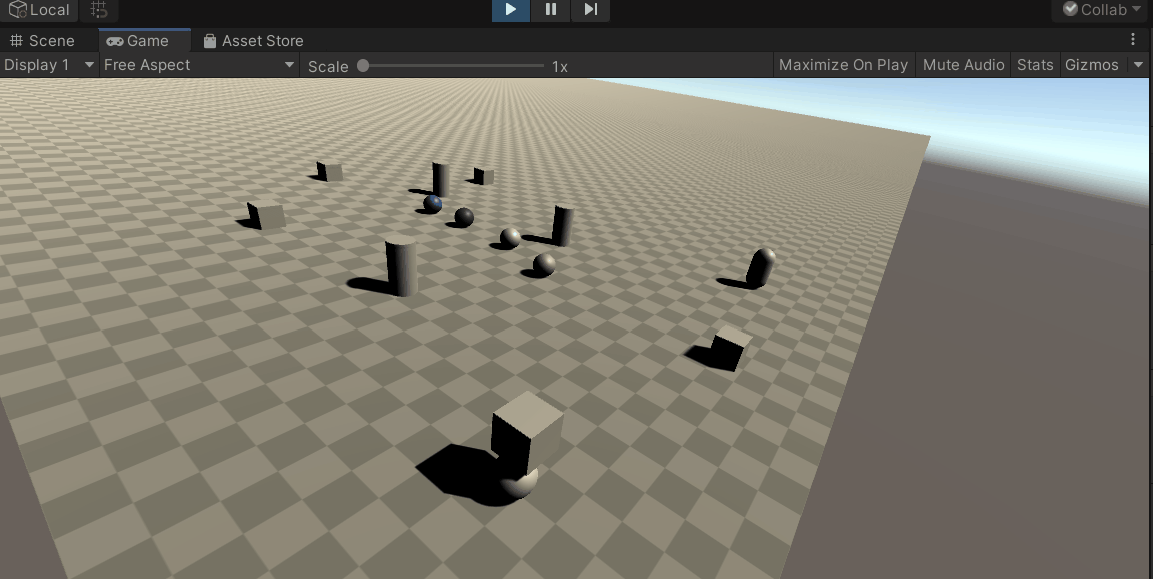 Local Collab
Scene Game Asset Store
Display 1 Free Aspect Scale 1x Maximize On Play Mute Audio Stats Gizmos